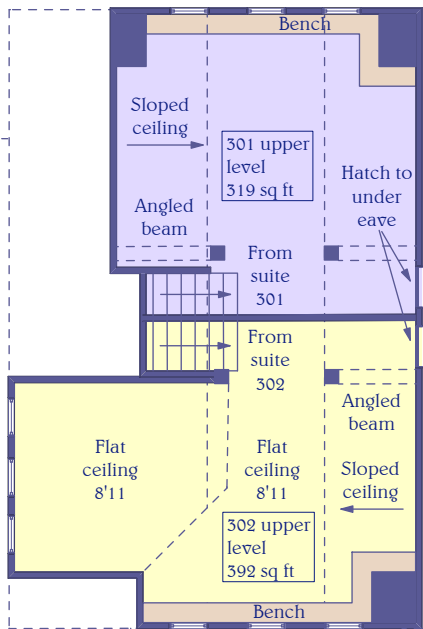 Bench
Sloped
ceiling
301 upper
level
319 sq ft
Hatch to
under
eave
Angled
beam
From
suite
301
From
suite
302
Angled
beam
Flat
ceiling
8'11
Flat
ceiling
8'11
Sloped
ceiling
302 upper
level
392 sq ft
Bench